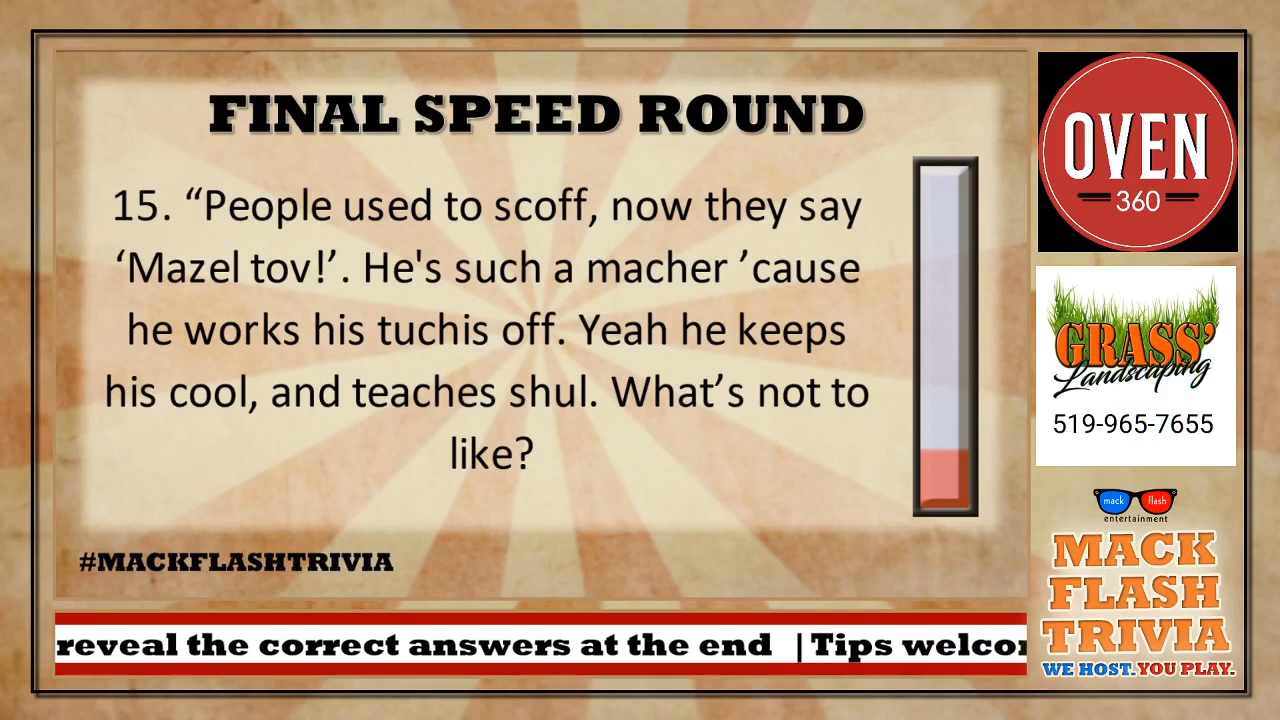 FINAL SPEED ROUND
15. “People used to scoff, now they say
‘Mazel tov!’. He's such a macher ’cause
he works his tuchis off. Yeah he keeps
his cool, and teaches shul. What’s not to
like?
#MACKFLASHTRIVIA
reveal the correct answers at the end | Tips welcom
OVEN
360
GRASS’
Landscaping
519-965-7655
mack flash
entertainment
MACK
FLASH
TRIVIA
WE HOST. YOU PLAY.